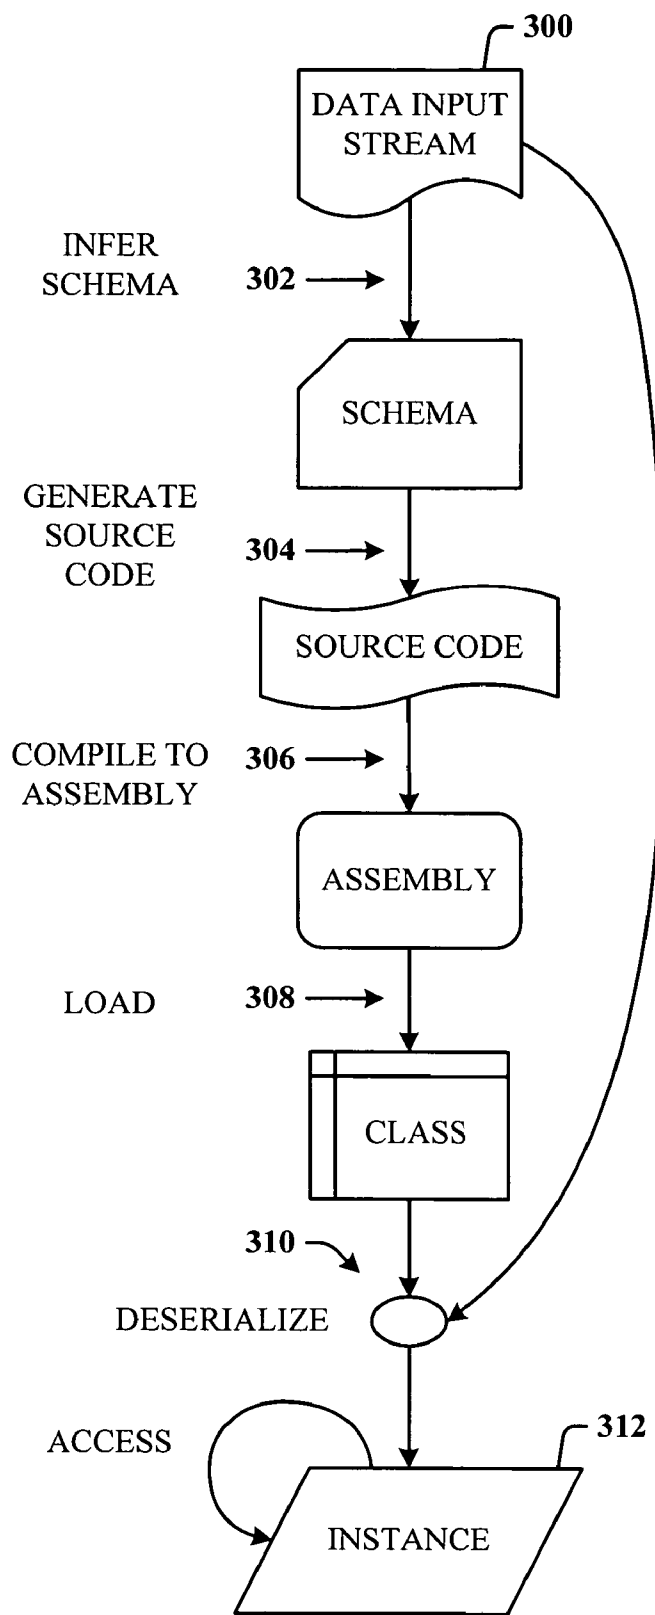 300
DATA INPUT
STREAM
INFER
SCHEMA
302
SCHEMA
GENERATE
SOURCE
CODE
304
SOURCE CODE
COMPILE TO
ASSEMBLY
306
ASSEMBLY
LOAD
308
CLASS
310
DESERIALIZE
ACCESS
312
INSTANCE